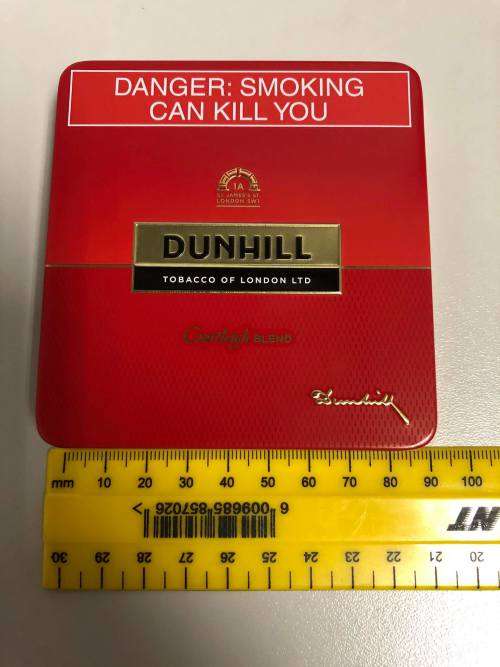 DANGER: SMOKING
CAN KILL YOU
1A
ST. JAMES'S ST.
LONDON SW1
DUNHILL
TOBACCO OF LONDON LTD
BLEND
Dunhill
mm 10 20 30 40 50 60 70 80 90 100
6 009685 857026 >
NT
30 29 28 27 26 25 24 23 22 21 20